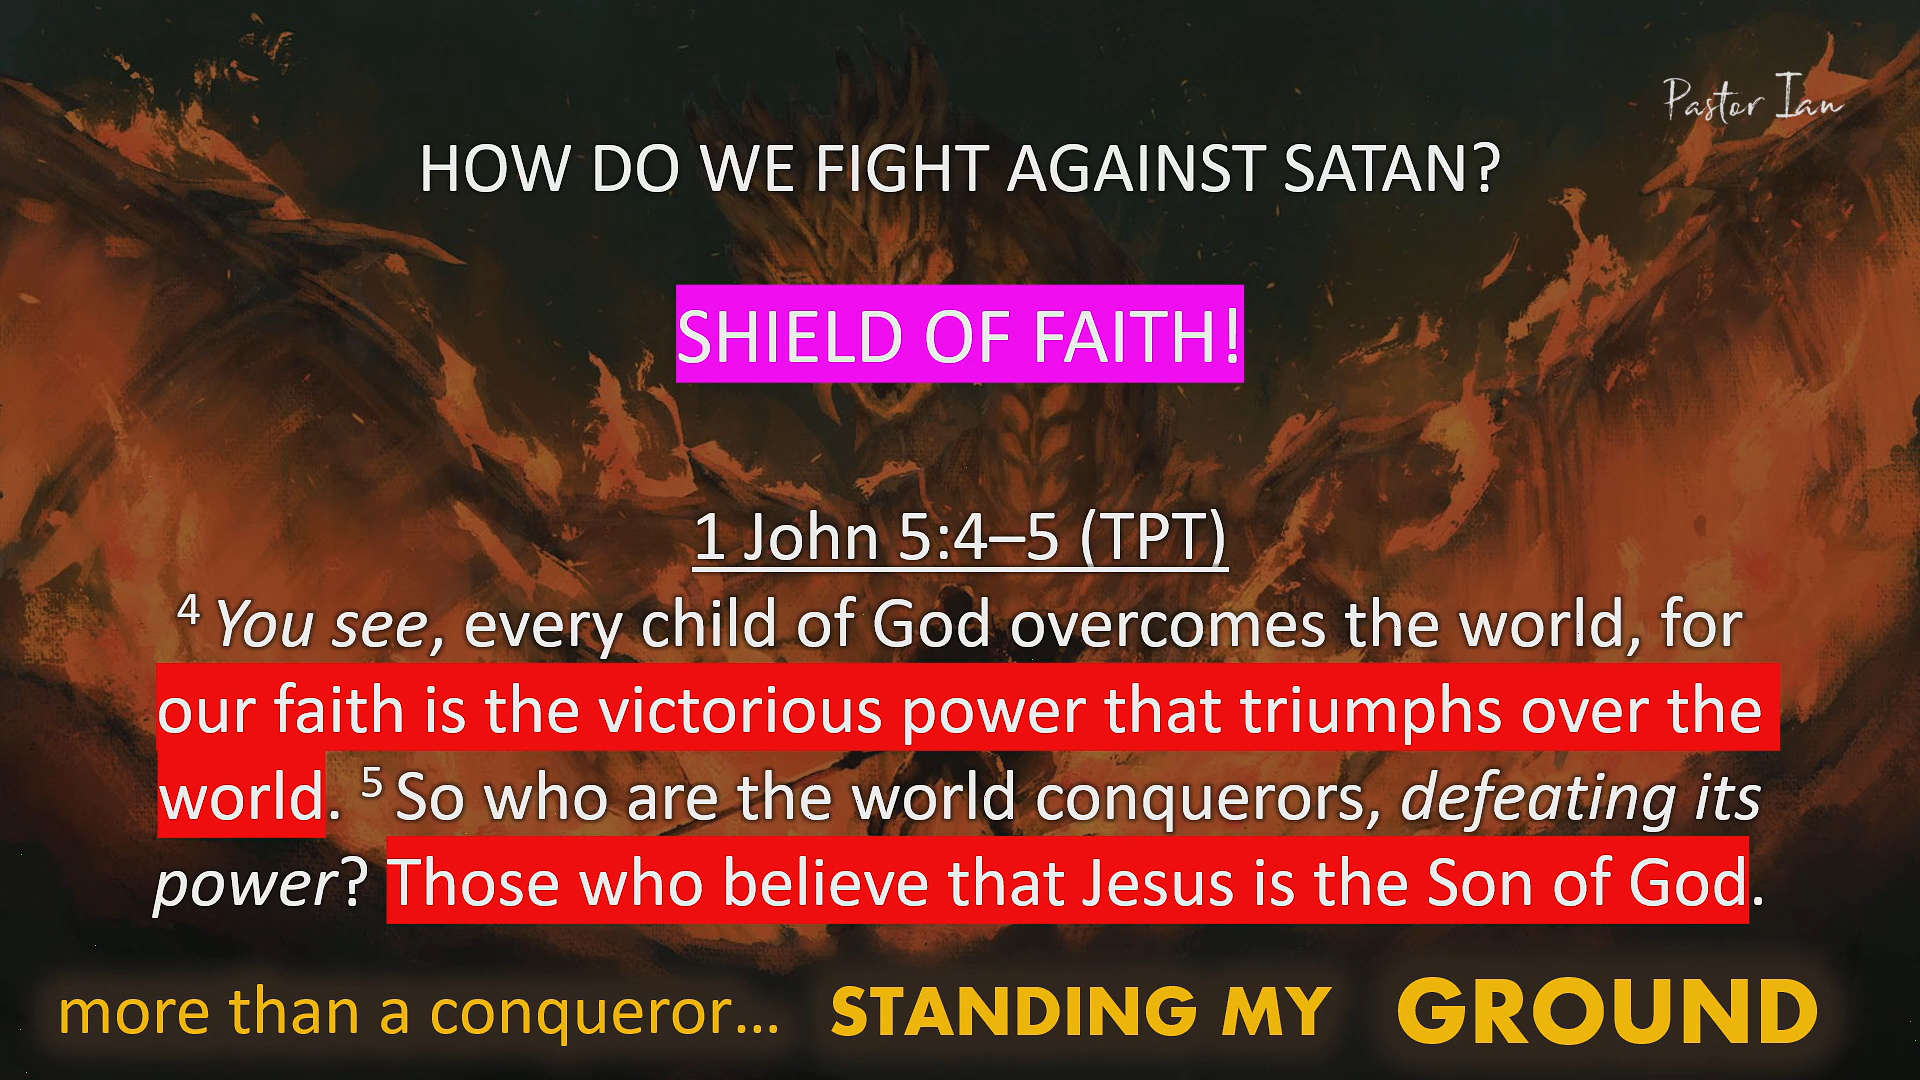 Pastor Ian
HOW DO WE FIGHT AGAINST SATAN?
SHIELD OF FAITH!
1 John 5:4–5 (TPT)
4 You see, every child of God overcomes the world, for
our faith is the victorious power that triumphs over the
world. 5 So who are the world conquerors, defeating its
power? Those who believe that Jesus is the Son of God.
more than a conqueror... STANDING MY GROUND